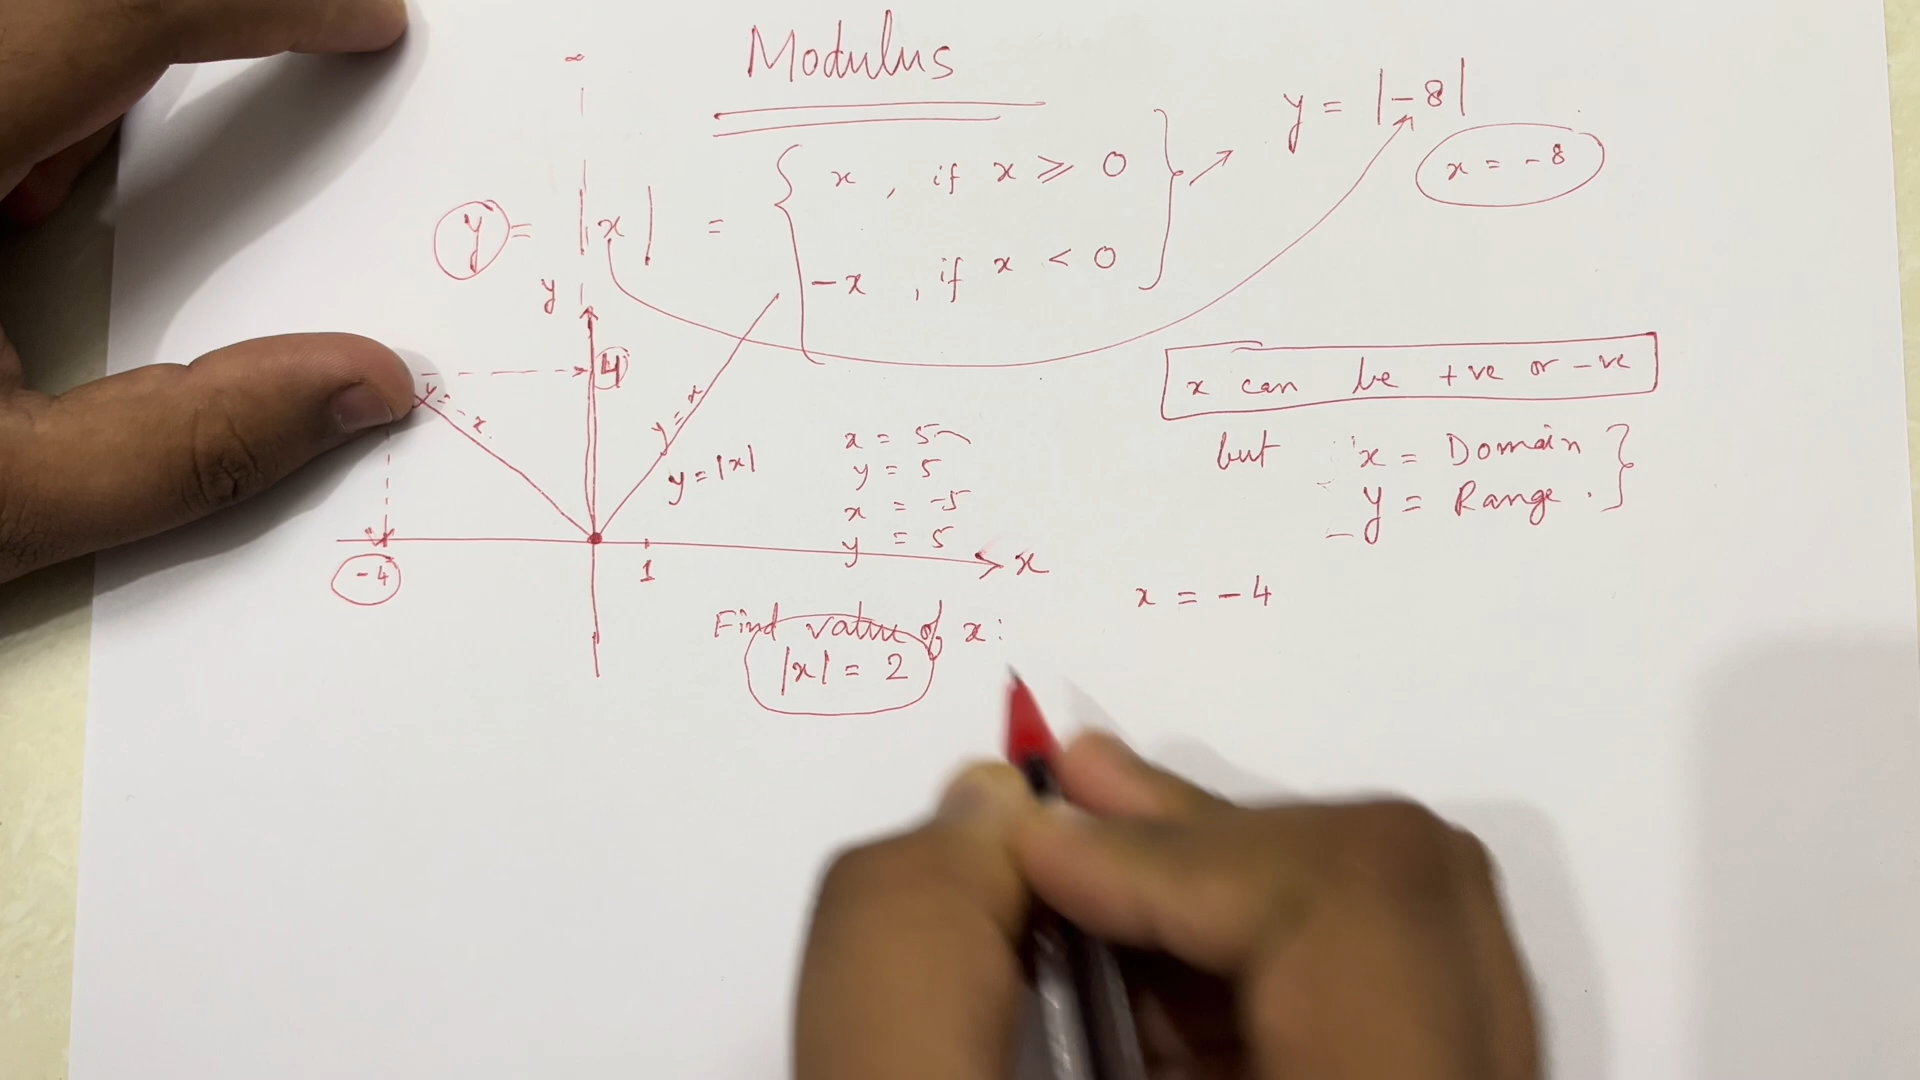 Modulus
∞
y = |-8|
x = -8
y = |x| = { x , if x ⩾ 0
-x , if x < 0 }
y
4
y = -x
y = x
y = |x|
x can be +ve or -ve
but x = Domain
y = Range .
x = 5
y = 5
x = -5
y = 5
-4
1
x
x = -4
Find value of x:
|x| = 2